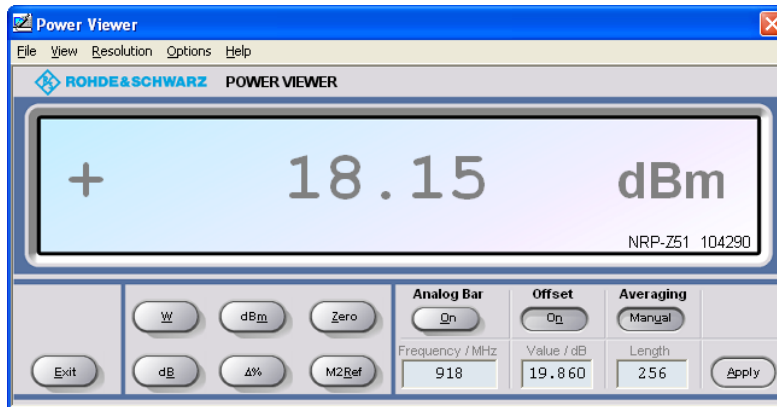 Power Viewer
File View Resolution Options Help
ROHDE&SCHWARZ POWER VIEWER
+ 18.15 dBm
NRP-Z51 104290
Analog Bar Offset Averaging
W dBm Zero On On Manual
Frequency / MHz Value / dB Length
Exit dB Δ% M2Ref 918 19.860 256 Apply